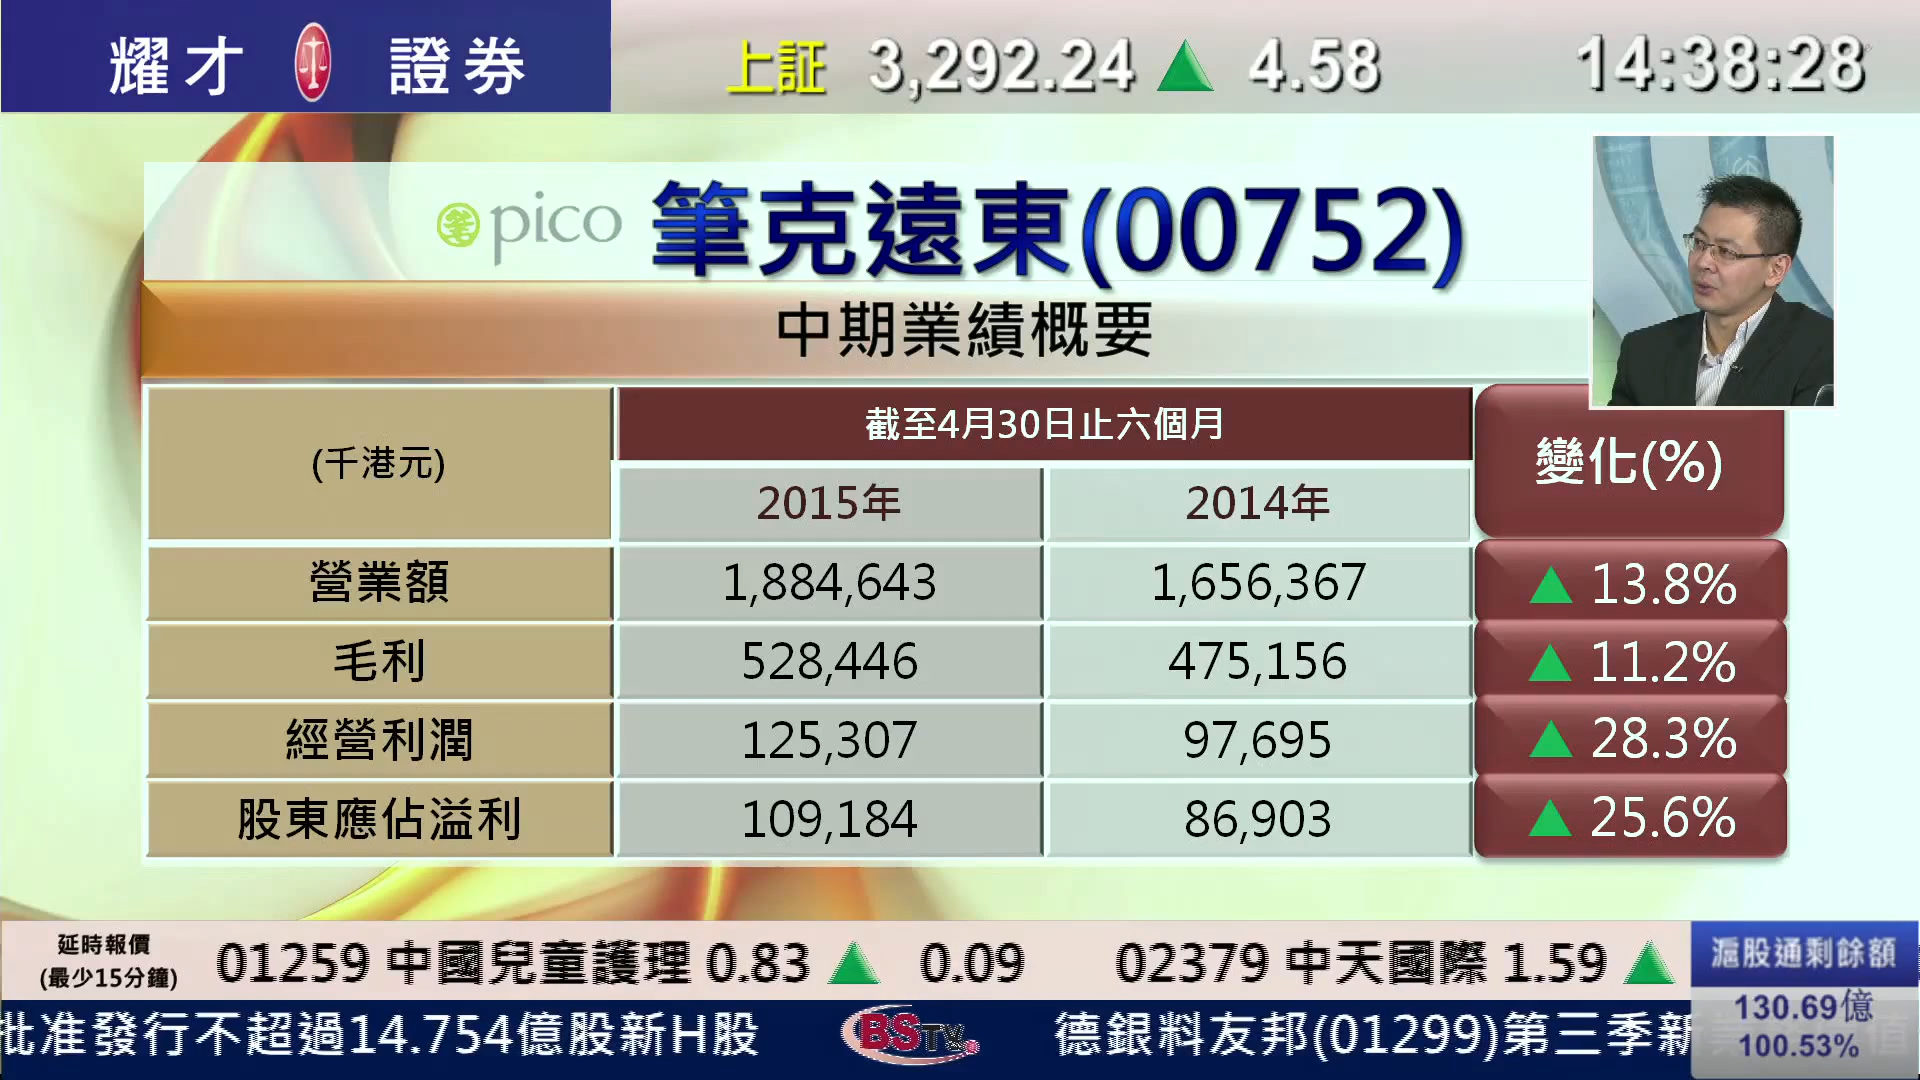 耀才 證券
上証 3,292.24 ▲ 4.58 14:38:28
pico 筆克遠東(00752)
中期業績概要
(千港元) 截至4月30日止六個月 變化(%)
2015年 2014年
營業額 1,884,643 1,656,367 ▲ 13.8%
毛利 528,446 475,156 ▲ 11.2%
經營利潤 125,307 97,695 ▲ 28.3%
股東應佔溢利 109,184 86,903 ▲ 25.6%
延時報價
(最少15分鐘)
01259 中國兒童護理 0.83 ▲ 0.09 02379 中天國際 1.59 ▲
滬股通剩餘額
130.69億
100.53%
批准發行不超過14.754億股新H股 BSTV 德銀料友邦(01299)第三季新